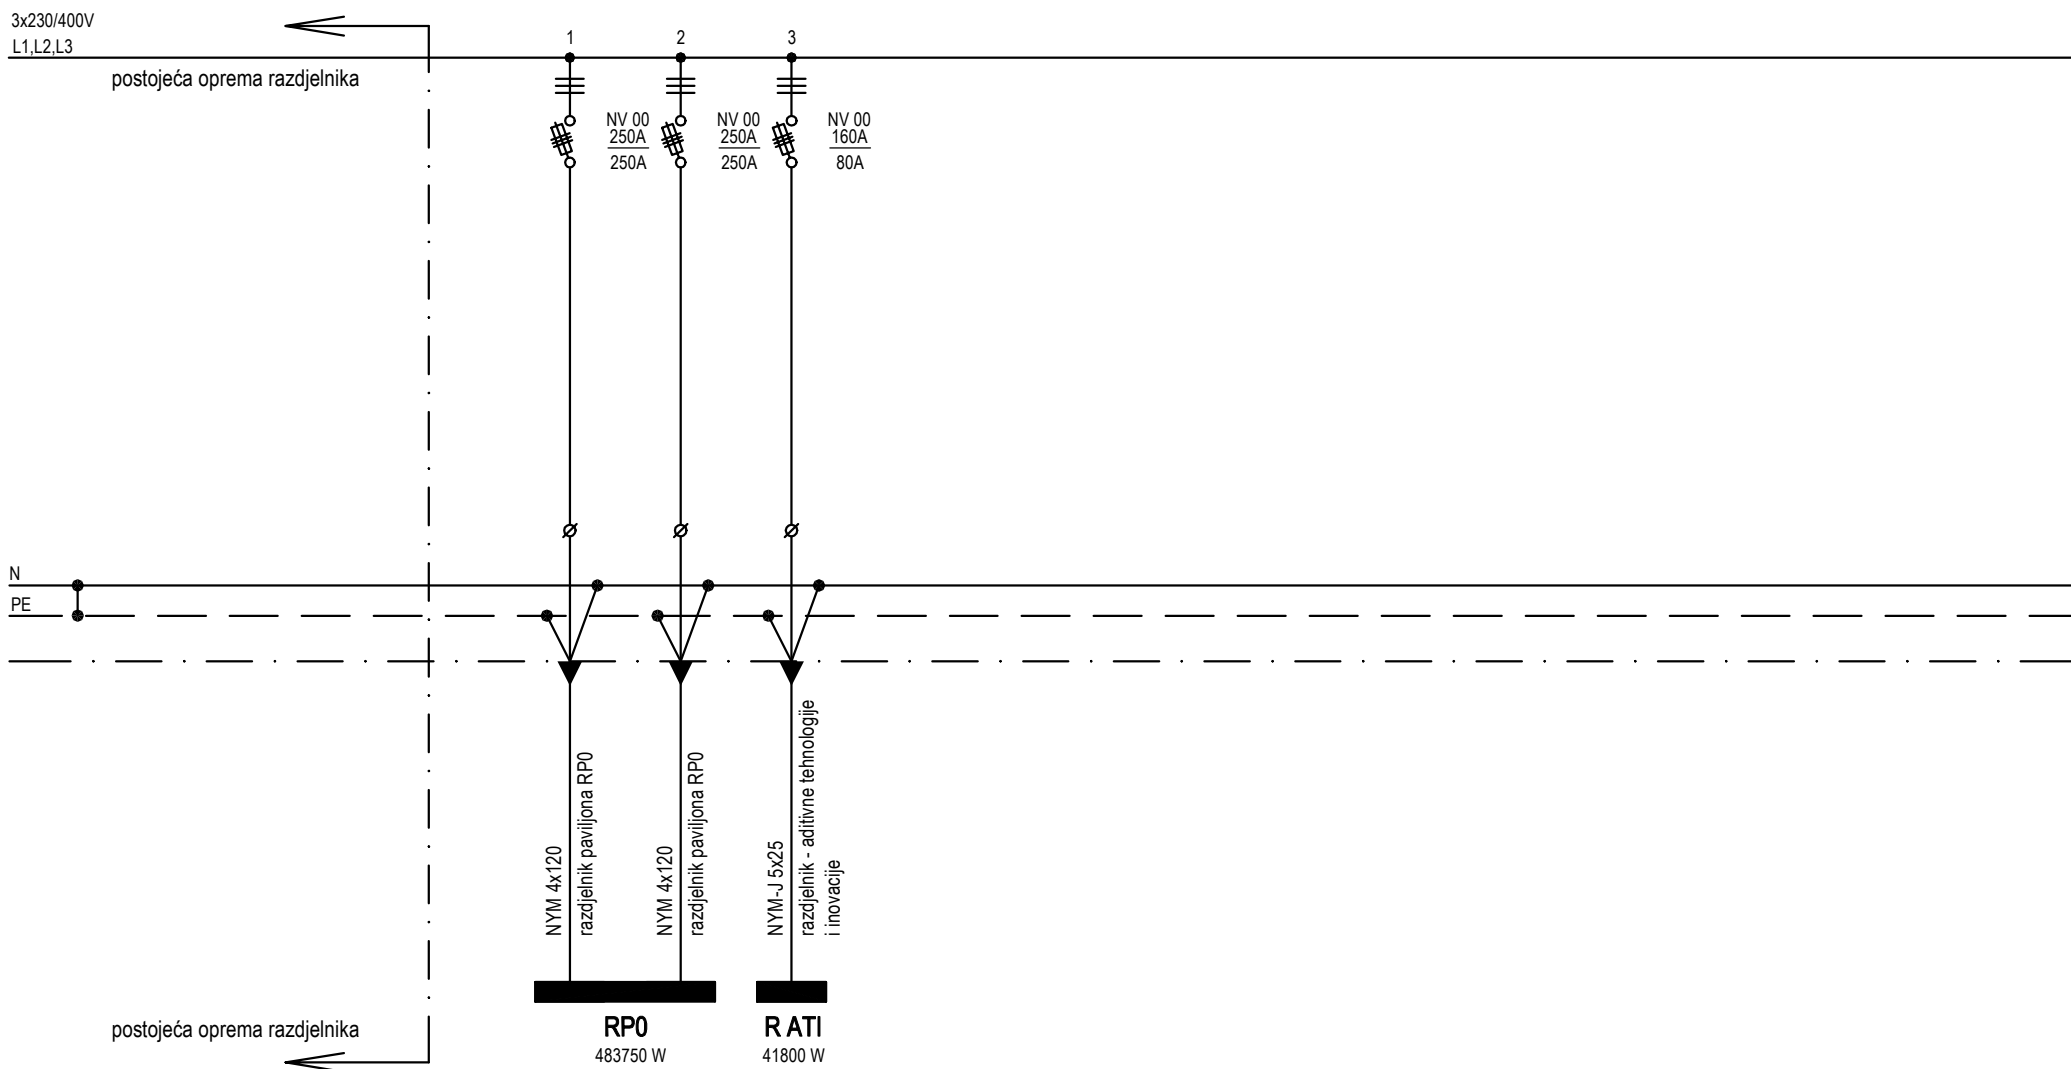 3x230/400V
L1,L2,L3
postojeća oprema razdjelnika
1
2
3
NV 00
250A
250A
NV 00
250A
250A
NV 00
160A
80A
N
PE
NYM 4x120
razdjelnik paviljona RP0
NYM 4x120
razdjelnik paviljona RP0
NYM-J 5x25
razdjelnik - aditivne tehnologije
i inovacije
postojeća oprema razdjelnika
RP0
483750 W
R ATI
41800 W